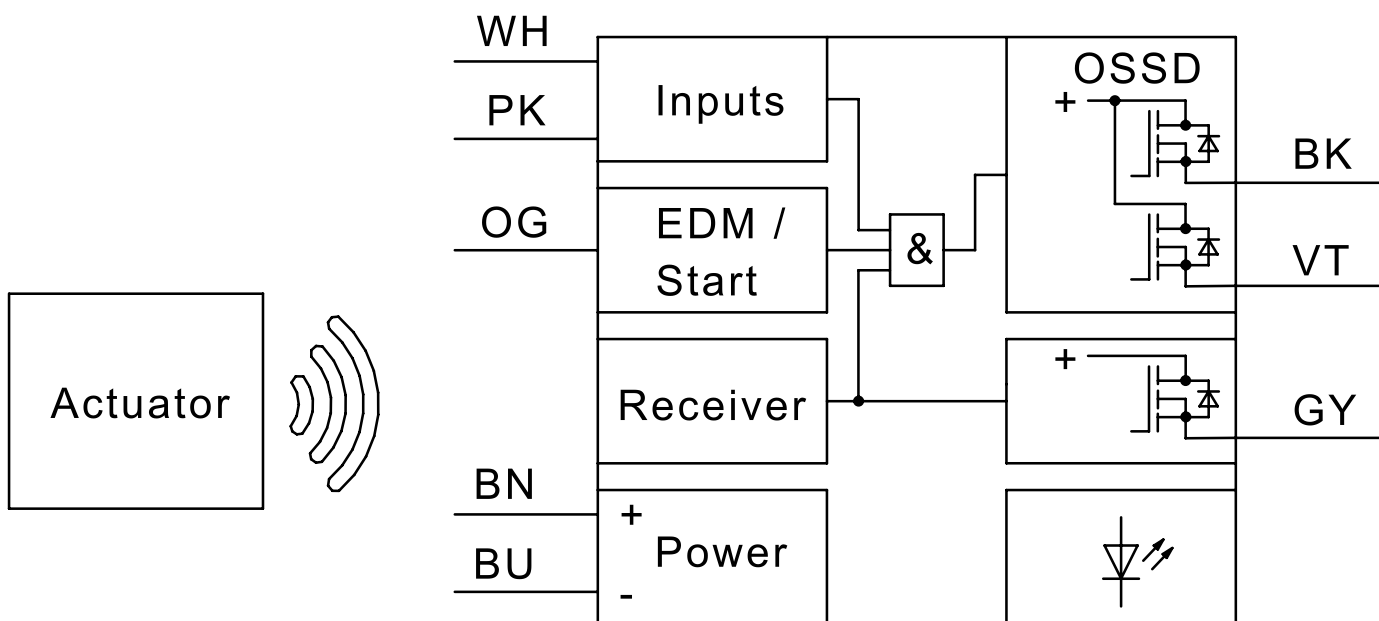 WH
Inputs
PK
OSSD
+
BK
OG
EDM /
Start
&
VT
Actuator
Receiver
+
GY
BN
+
Power
BU
-